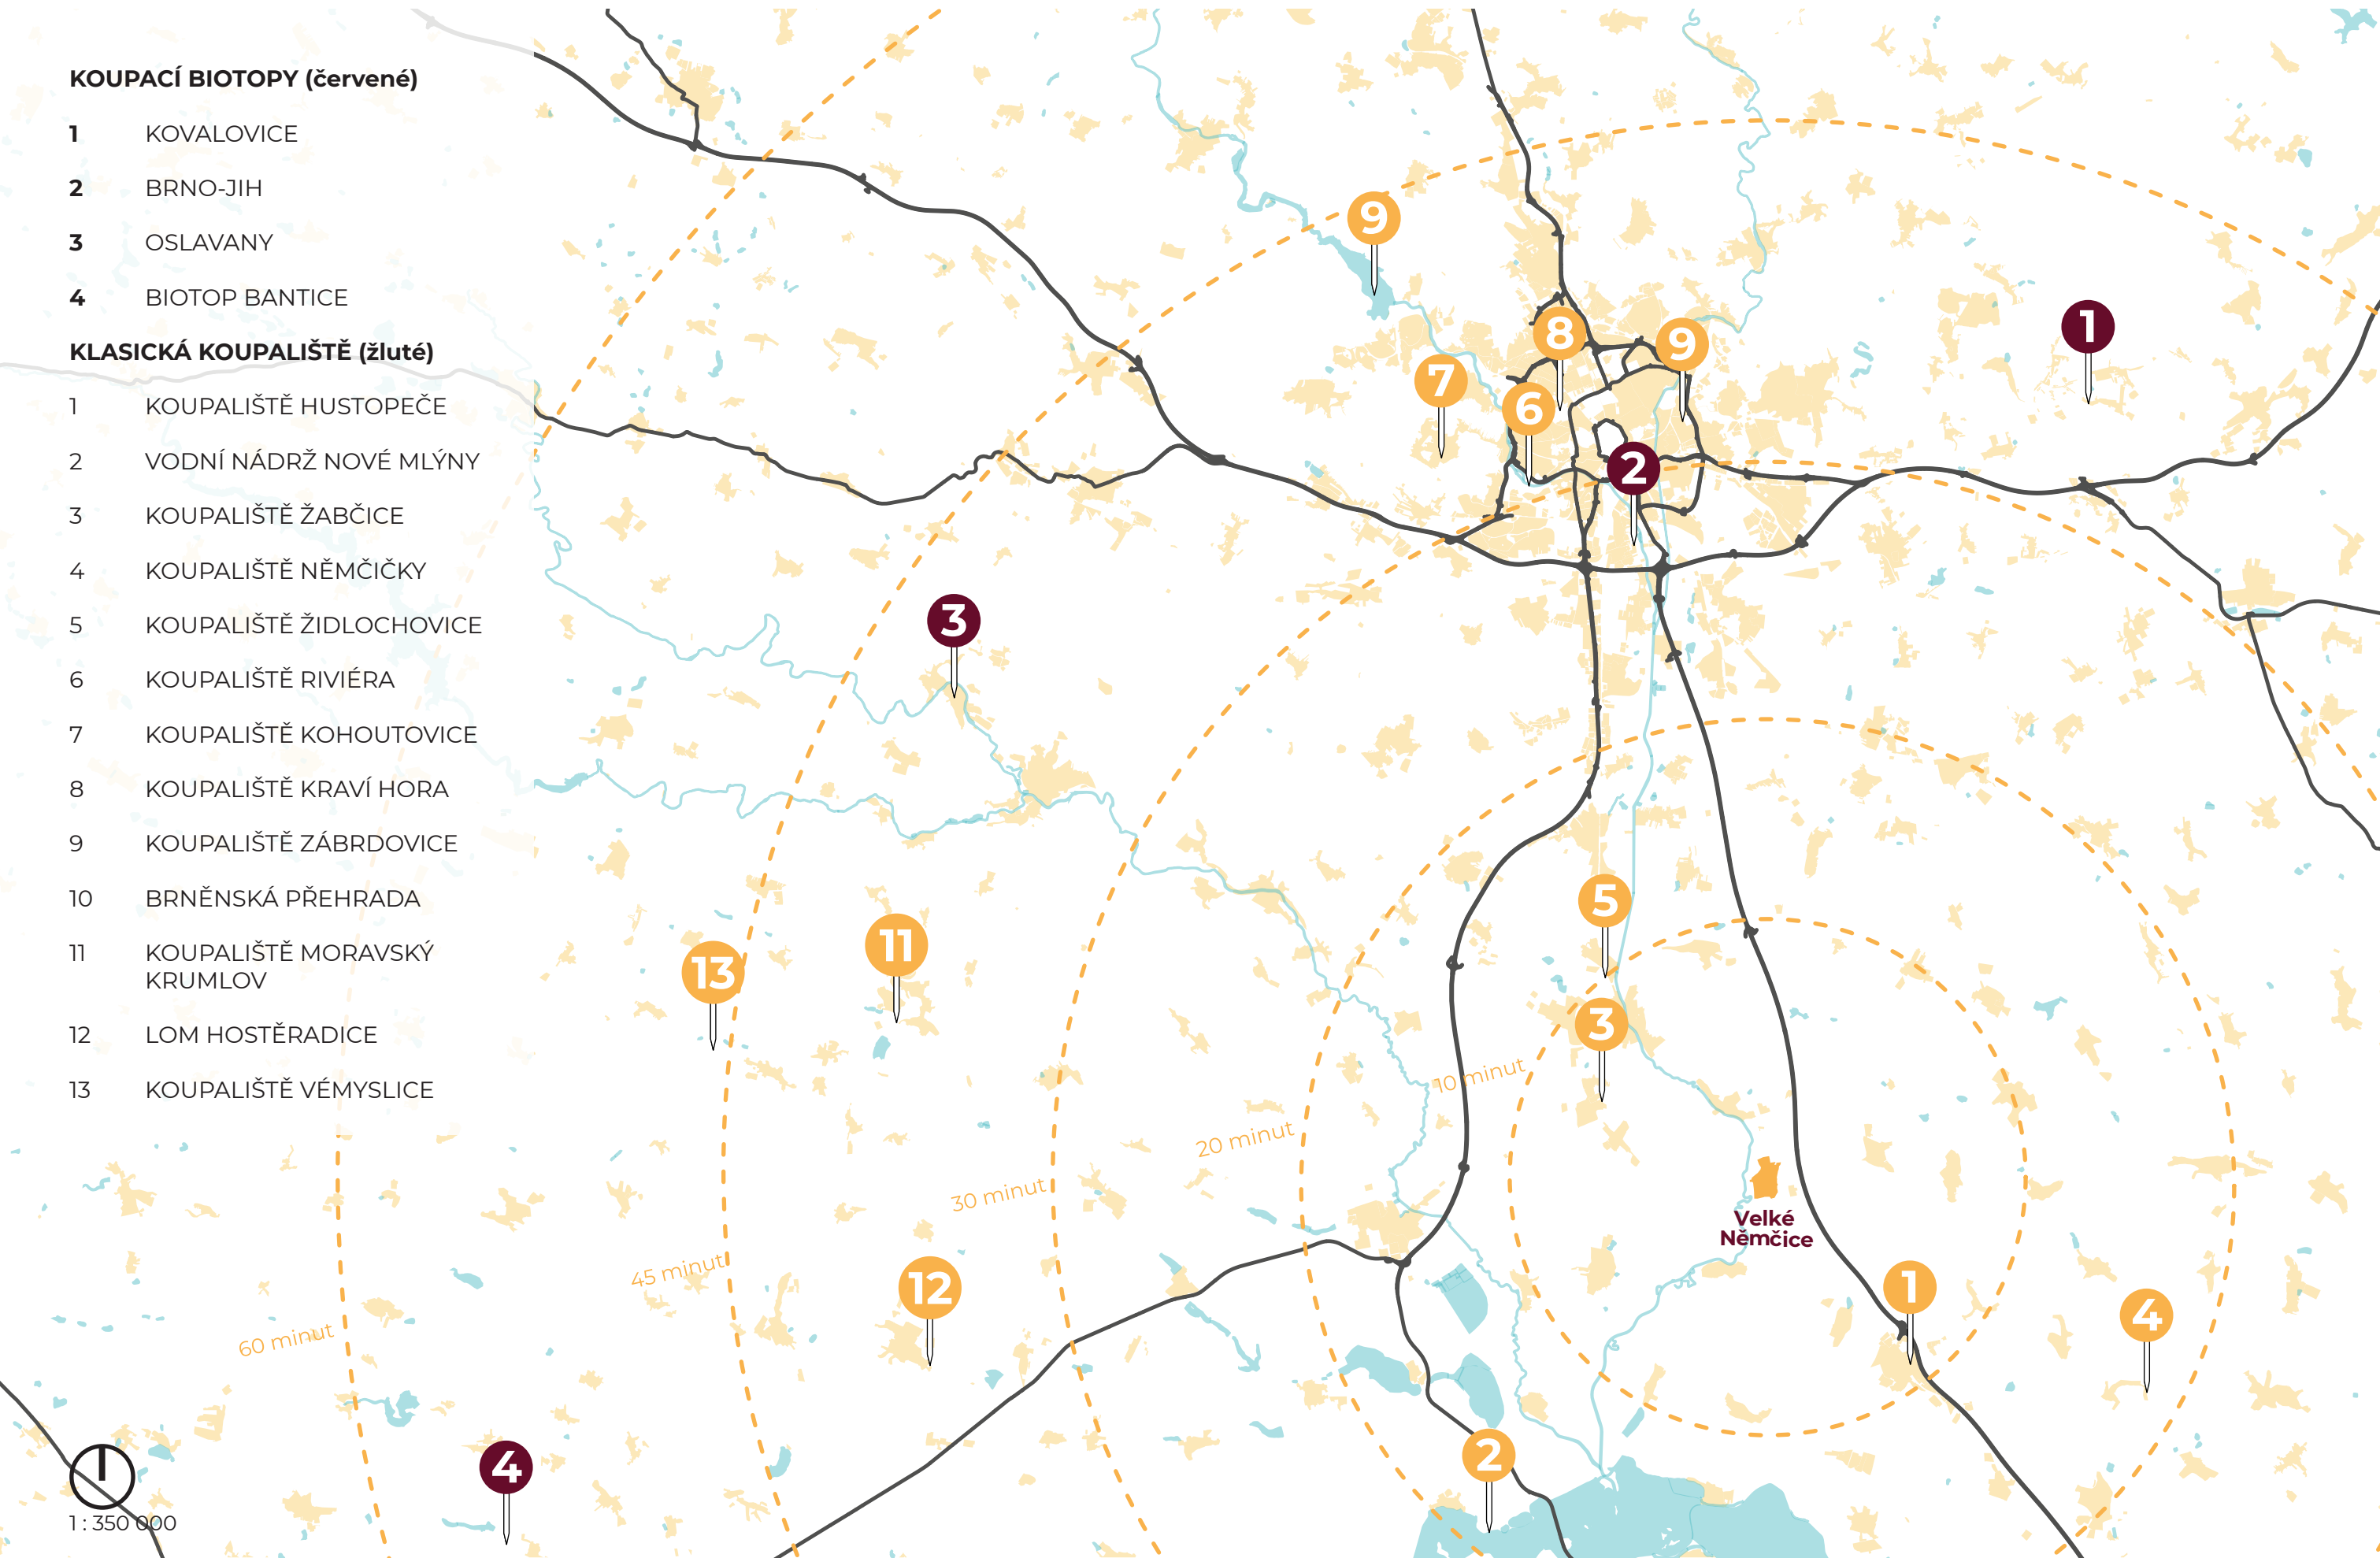 KOUPACÍ BIOTOPY (červené)
1 KOVALOVICE
2 BRNO-JIH
3 OSLAVANY
4 BIOTOP BANTICE
KLASICKÁ KOUPALIŠTĚ (žluté)
1 KOUPALIŠTĚ HUSTOPEČE
2 VODNÍ NÁDRŽ NOVÉ MLÝNY
3 KOUPALIŠTĚ ŽABČICE
4 KOUPALIŠTĚ NĚMČIČKY
5 KOUPALIŠTĚ ŽIDLOCHOVICE
6 KOUPALIŠTĚ RIVIÉRA
7 KOUPALIŠTĚ KOHOUTOVICE
8 KOUPALIŠTĚ KRAVÍ HORA
9 KOUPALIŠTĚ ZÁBRDOVICE
10 BRNĚNSKÁ PŘEHRADA
11 KOUPALIŠTĚ MORAVSKÝ
KRUMLOV
12 LOM HOSTĚRADICE
13 KOUPALIŠTĚ VÉMYSLICE
1 : 350 000
9
8
9
1
7
6
2
3
5
11
13
3
10 minut
20 minut
30 minut
45 minut
60 minut
Velké
Němčice
12
1
4
2
4